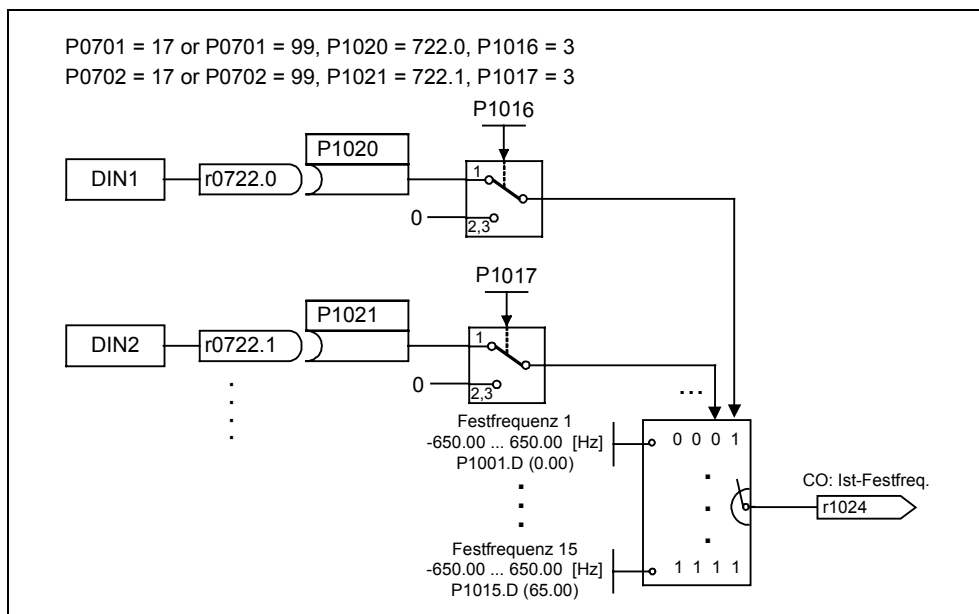 P0701 = 17 or P0701 = 99, P1020 = 722.0, P1016 = 3
P0702 = 17 or P0702 = 99, P1021 = 722.1, P1017 = 3
P1016
P1020
DIN1
r0722.0
1
0
2,3
P1017
P1021
DIN2
r0722.1
1
0
2,3
...
Festfrequenz 1
-650.00 ... 650.00 [Hz]
P1001.D (0.00)
0 0 0 1
CO: Ist-Festfreq.
r1024
Festfrequenz 15
-650.00 ... 650.00 [Hz]
P1015.D (65.00)
1 1 1 1